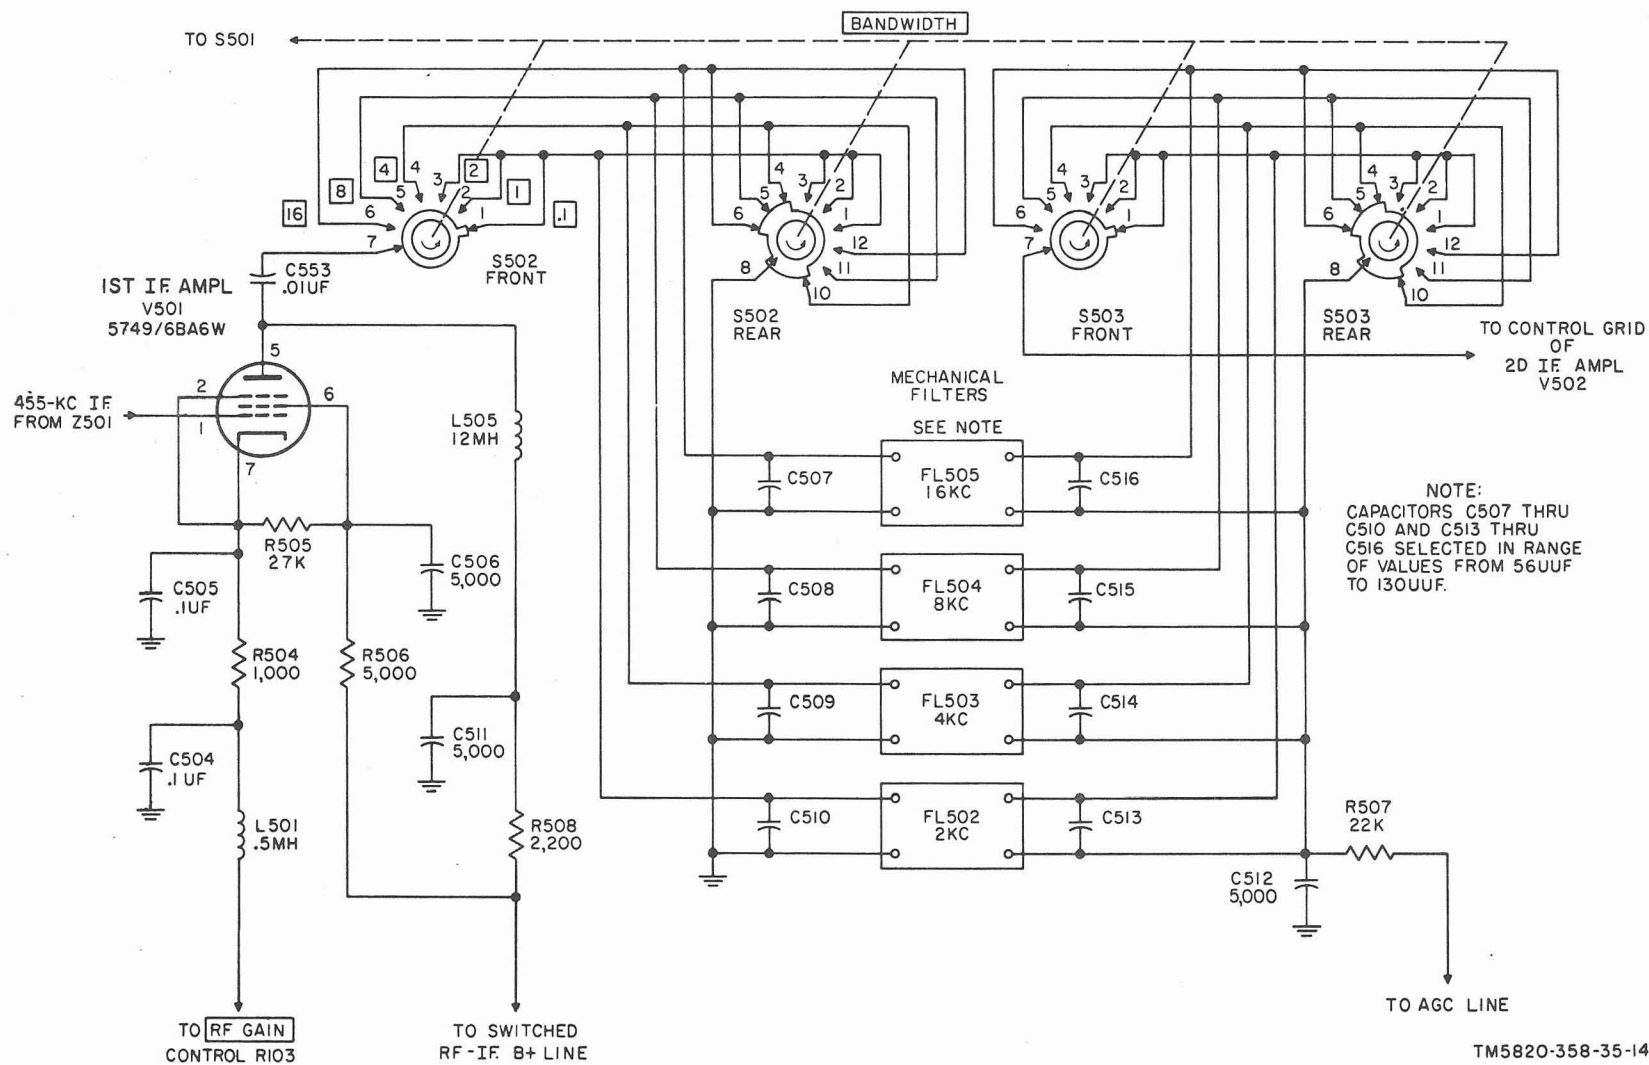 BANDWIDTH
TO S501
4
4
3
2
2
1
1
.1
8
5
16
6
7
S502
FRONT
4
3
2
5
1
6
12
8
11
10
S502
REAR
4
3
2
5
1
6
7
S503
FRONT
4
3
2
5
1
6
12
8
11
10
S503
REAR
C553
.01UF
1ST I.F. AMPL
V501
5749/6BA6W
5
2
6
1
7
455-KC I.F.
FROM Z501
L505
12MH
TO CONTROL GRID
OF
2D I.F. AMPL
V502
MECHANICAL
FILTERS
SEE NOTE
C507
FL505
16KC
C516
NOTE:
CAPACITORS C507 THRU
C510 AND C513 THRU
C516 SELECTED IN RANGE
OF VALUES FROM 56UUF
TO 130UUF.
R505
27K
C506
5,000
C505
.1UF
C508
FL504
8KC
C515
R504
1,000
R506
5,000
C509
FL503
4KC
C514
C511
5,000
C504
.1UF
L501
.5MH
R508
2,200
C510
FL502
2KC
C513
R507
22K
C512
5,000
TO RF GAIN
CONTROL R103
TO SWITCHED
RF-I.F. B+ LINE
TO AGC LINE
TM5820-358-35-14